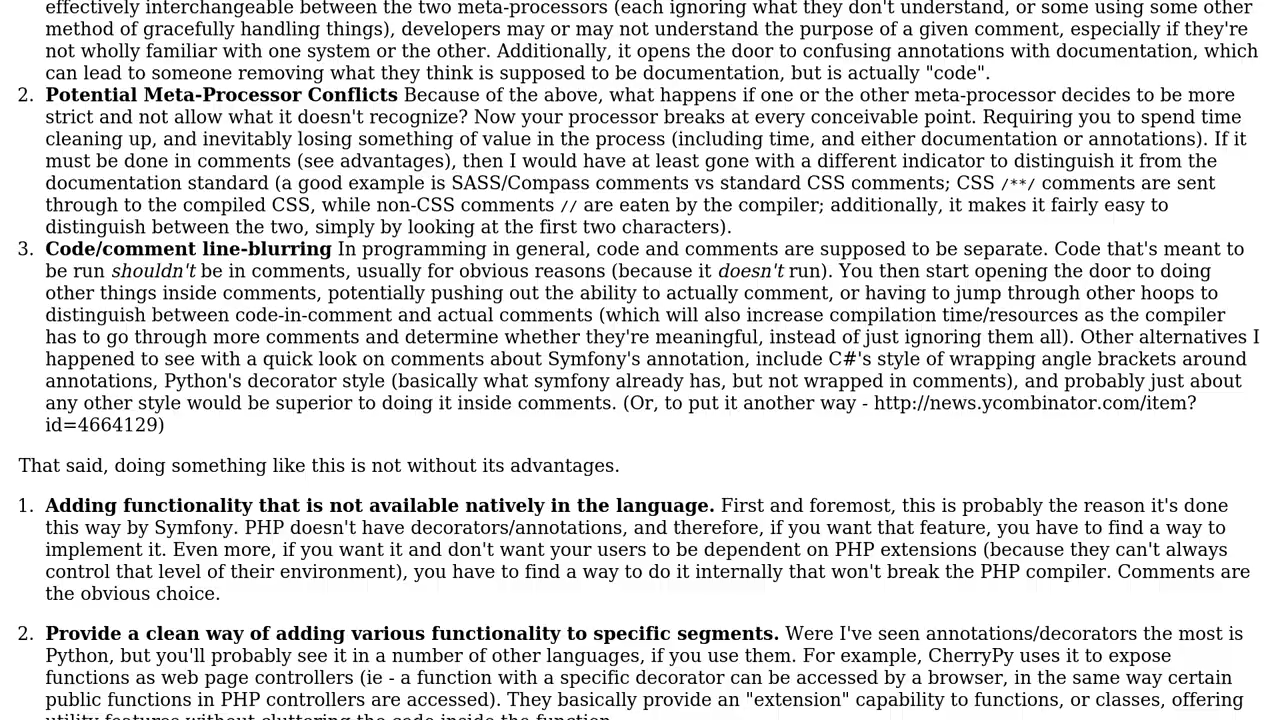 effectively interchangeable between the two meta-processors (each ignoring what they don't understand, or some using some other
method of gracefully handling things), developers may or may not understand the purpose of a given comment, especially if they're
not wholly familiar with one system or the other. Additionally, it opens the door to confusing annotations with documentation, which
can lead to someone removing what they think is supposed to be documentation, but is actually "code".
2. Potential Meta-Processor Conflicts Because of the above, what happens if one or the other meta-processor decides to be more
strict and not allow what it doesn't recognize? Now your processor breaks at every conceivable point. Requiring you to spend time
cleaning up, and inevitably losing something of value in the process (including time, and either documentation or annotations). If it
must be done in comments (see advantages), then I would have at least gone with a different indicator to distinguish it from the
documentation standard (a good example is SASS/Compass comments vs standard CSS comments; CSS /**/ comments are sent
through to the compiled CSS, while non-CSS comments // are eaten by the compiler; additionally, it makes it fairly easy to
distinguish between the two, simply by looking at the first two characters).
3. Code/comment line-blurring In programming in general, code and comments are supposed to be separate. Code that's meant to
be run shouldn't be in comments, usually for obvious reasons (because it doesn't run). You then start opening the door to doing
other things inside comments, potentially pushing out the ability to actually comment, or having to jump through other hoops to
distinguish between code-in-comment and actual comments (which will also increase compilation time/resources as the compiler
has to go through more comments and determine whether they're meaningful, instead of just ignoring them all). Other alternatives I
happened to see with a quick look on comments about Symfony's annotation, include C#'s style of wrapping angle brackets around
annotations, Python's decorator style (basically what symfony already has, but not wrapped in comments), and probably just about
any other style would be superior to doing it inside comments. (Or, to put it another way - http://news.ycombinator.com/item?
id=4664129)
That said, doing something like this is not without its advantages.
1. Adding functionality that is not available natively in the language. First and foremost, this is probably the reason it's done
this way by Symfony. PHP doesn't have decorators/annotations, and therefore, if you want that feature, you have to find a way to
implement it. Even more, if you want it and don't want your users to be dependent on PHP extensions (because they can't always
control that level of their environment), you have to find a way to do it internally that won't break the PHP compiler. Comments are
the obvious choice.
2. Provide a clean way of adding various functionality to specific segments. Were I've seen annotations/decorators the most is
Python, but you'll probably see it in a number of other languages, if you use them. For example, CherryPy uses it to expose
functions as web page controllers (ie - a function with a specific decorator can be accessed by a browser, in the same way certain
public functions in PHP controllers are accessed). They basically provide an "extension" capability to functions, or classes, offering
utility features without cluttering the code inside the function.